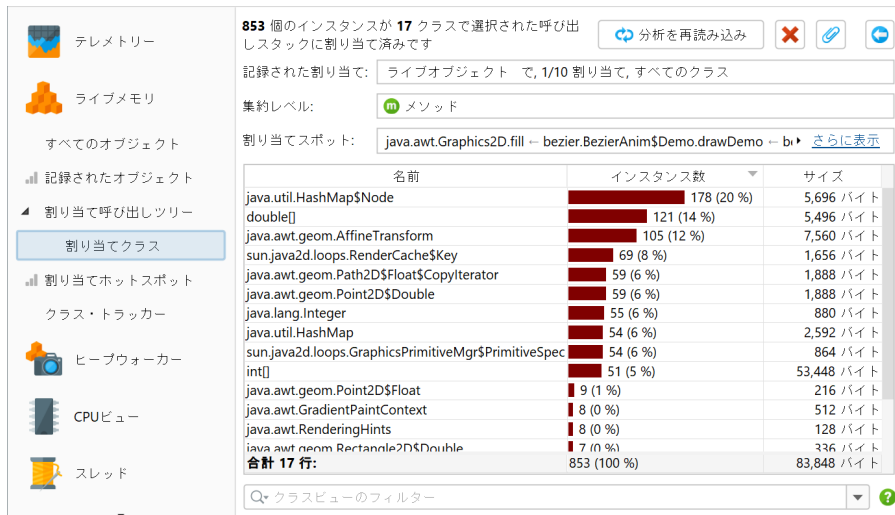 テレメトリー
ライブメモリ
すべてのオブジェクト
記録されたオブジェクト
割り当て呼び出しツリー
割り当てクラス
割り当てホットスポット
クラス・トラッカー
ヒープウォーカー
CPUビュー
スレッド
853 個のインスタンスが 17 クラスで選択された呼び出
しスタックに割り当て済みです
分析を再読み込み
記録された割り当て: ライブオブジェクト で, 1/10 割り当て, すべてのクラス
集約レベル: m メソッド
割り当てスポット: java.awt.Graphics2D.fill ← bezier.BezierAnim$Demo.drawDemo ← さらに表示
名前 インスタンス数 サイズ
java.util.HashMap$Node 178 (20 %) 5,696 バイト
double[] 121 (14 %) 5,496 バイト
java.awt.geom.AffineTransform 105 (12 %) 7,560 バイト
sun.java2d.loops.RenderCache$Key 69 (8 %) 1,656 バイト
java.awt.geom.Path2D$Float$CopyIterator 59 (6 %) 1,888 バイト
java.awt.geom.Point2D$Double 59 (6 %) 1,888 バイト
java.lang.Integer 55 (6 %) 880 バイト
java.util.HashMap 54 (6 %) 2,592 バイト
sun.java2d.loops.GraphicsPrimitiveMgr$PrimitiveSpec 54 (6 %) 864 バイト
int[] 51 (5 %) 53,448 バイト
java.awt.geom.Point2D$Float 9 (1 %) 216 バイト
java.awt.GradientPaintContext 8 (0 %) 512 バイト
java.awt.RenderingHints 8 (0 %) 128 バイト
java.awt.geom.Rectangle2D$Double 7 (0 %) 336 バイト
合計 17 行: 853 (100 %) 83,848 バイト
クラスビューのフィルター
?